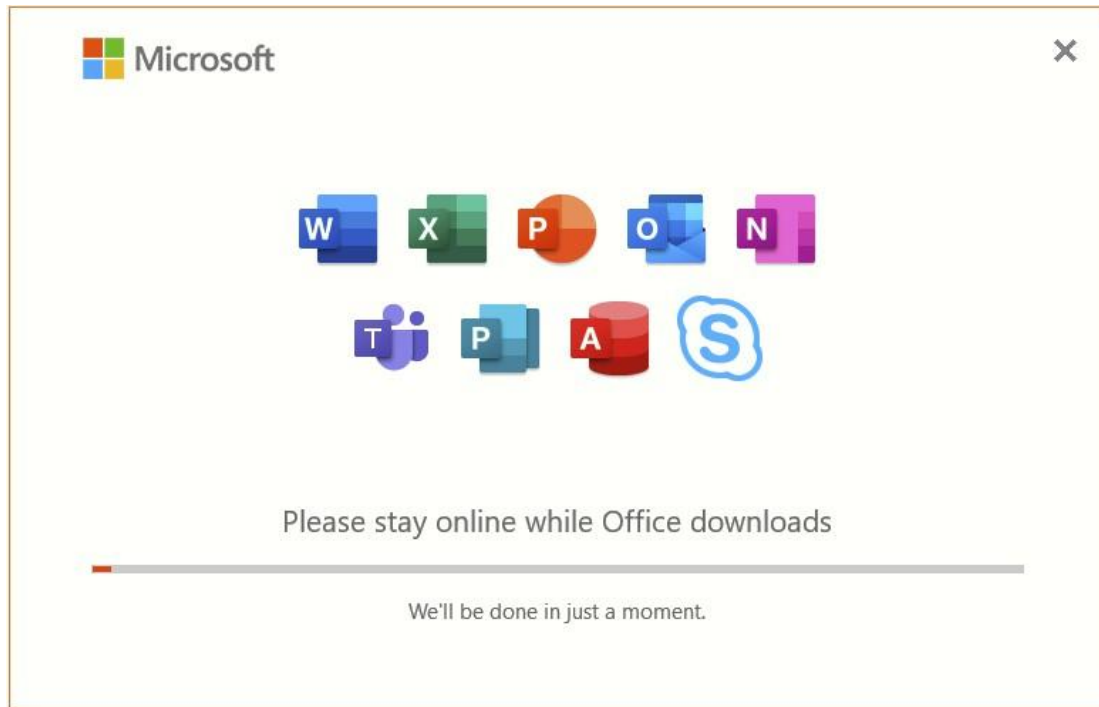 Microsoft
W X P O N
T P A S
Please stay online while Office downloads
We'll be done in just a moment.